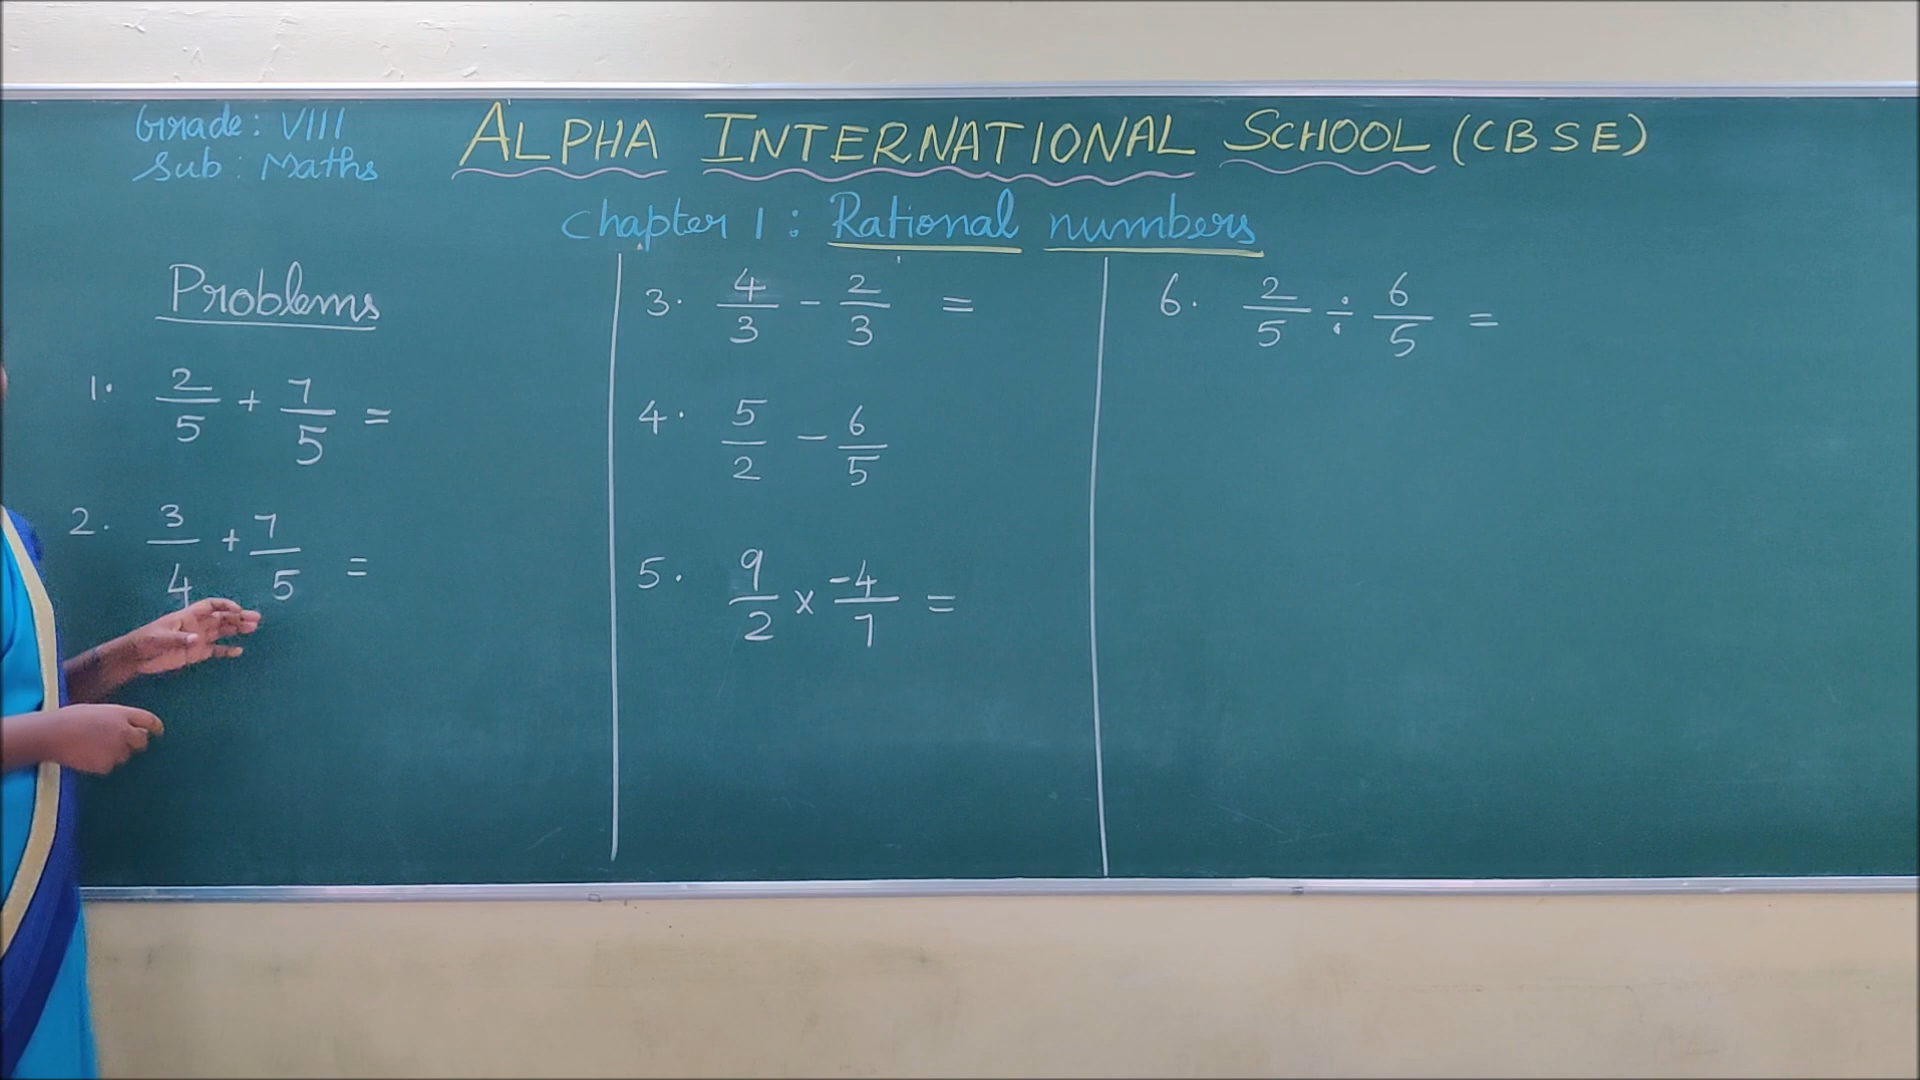 Grade: VIII
Sub: Maths
ALPHA INTERNATIONAL SCHOOL (CBSE)
Chapter 1: Rational numbers
Problems
1. 2/5 + 7/5 =
2. 3/4 + 7/5 =
3. 4/3 - 2/3 =
4. 5/2 - 6/5
5. 9/2 x -4/7 =
6. 2/5 ÷ 6/5 =